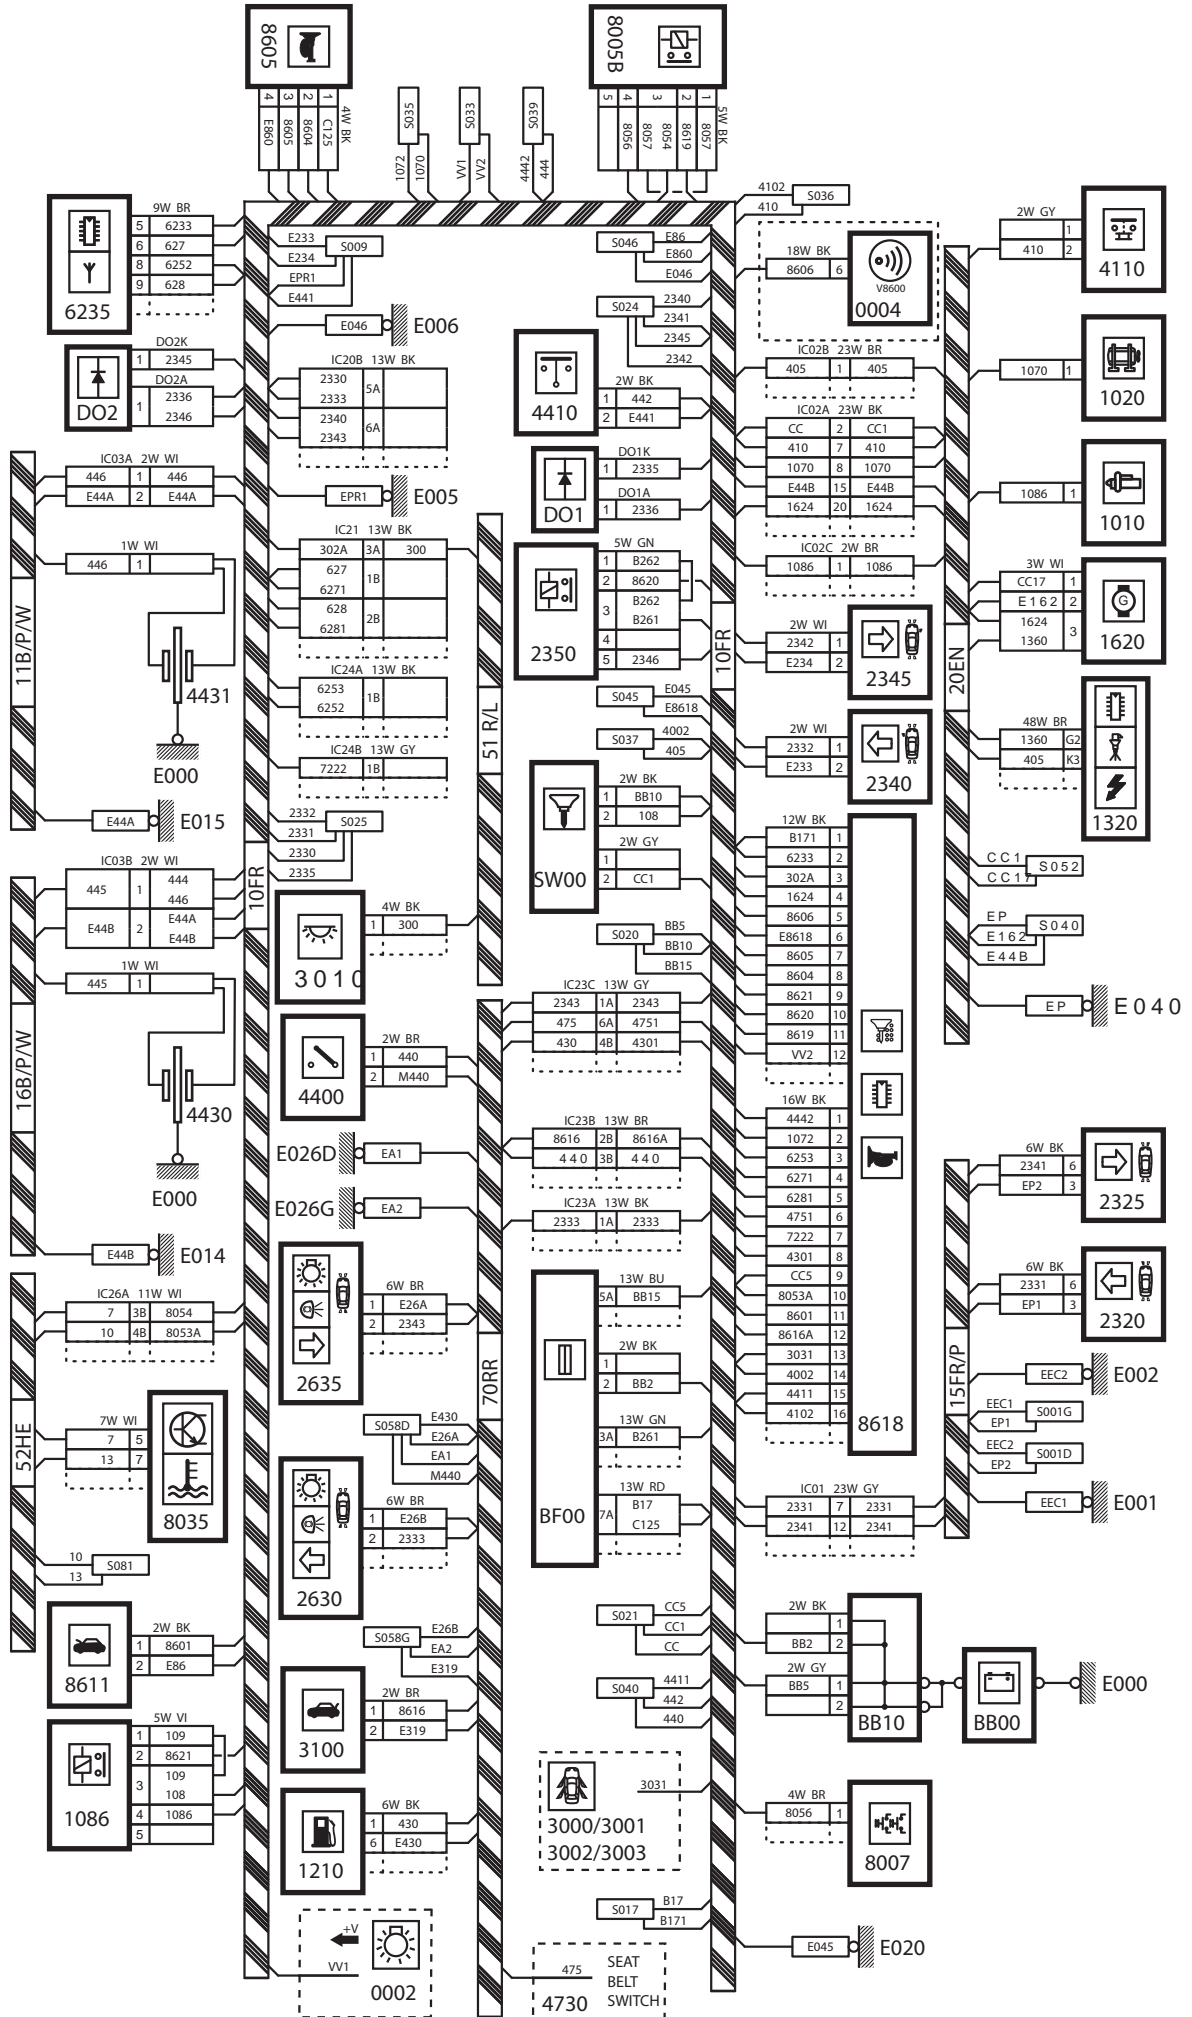 8605
4 3 2 1
E860 8605 8604 C125
4W BK
S035
1072 1070
S033
VV1 VV2
S039
4442 444
8005B
5 4 3 2 1
8056 8057 8054 8619 8057
5W BK
4102
410
S036
9W BR
5 6233
6 627
8 6252
9 628
6235
DO2K
1 2345
DO2A
1 2336
2346
DO2
IC03A 2W WI
446 1 446
E44A 2 E44A
1W WI
446 1
11B/P/W
4431
E000
E44A
E015
IC03B 2W WI
445 1 444
446
E44B 2 E44A
E44B
1W WI
445 1
16B/P/W
4430
E000
E44B
E014
IC26A 11W WI
7 3B 8054
10 4B 8053A
52HE
7W WI
7 5
13 7
8035
10
13
S081
2W BK
1 8601
2 E86
8611
5W VI
1 109
2 8621
3 109
108
4 1086
5
1086
E233
E234
S009
EPR1
E441
E046
E006
IC20B 13W BK
2330
2333
5A
2340
2343
6A
EPR1
E005
IC21 13W BK
302A 3A 300
627
6271
1B
628
6281
2B
IC24A 13W BK
6253
6252
1B
IC24B 13W GY
7222 1B
2332
2331
S025
2330
2335
10FR
51 R/L
4W BK
1 300
3010
2W BR
1 440
2 M440
4400
E026D
EA1
E026G
EA2
6W BR
1 E26A
2 2343
2635
S058D
E430
E26A
EA1
M440
6W BR
1 E26B
2 2333
2630
S058G
E26B
EA2
E319
2W BR
1 8616
2 E319
3100
6W BK
1 430
6 E430
1210
+V
VV1
0002
70RR
S046
E86
E860
E046
S024
2340
2341
2345
2342
2W BK
1 442
2 E441
4410
DO1K
1 2335
DO1A
1 2336
DO1
5W GN
1 B262
2 8620
3 B262
B261
4
5 2346
2350
S045
E045
E8618
S037
4002
405
2W BK
1 BB10
2 108
2W GY
1
2 CC1
SW00
S020
BB5
BB10
BB15
IC23C 13W GY
2343 1A 2343
475 6A 4751
430 4B 4301
IC23B 13W BR
8616 2B 8616A
440 3B 440
IC23A 13W BK
2333 1A 2333
13W BU
5A BB15
2W BK
1
2 BB2
13W GN
3A B261
13W RD
7A B17
C125
BF00
S021
CC5
CC1
CC
S040
4411
442
440
3031
3000/3001
3002/3003
S017
B17
B171
475
SEAT
BELT
SWITCH
4730
10FR
18W BK
8606 6
V8600
0004
IC02B 23W BR
405 1 405
IC02A 23W BK
CC 2 CC1
410 7 410
1070 8 1070
E44B 15 E44B
1624 20 1624
IC02C 2W BR
1086 1 1086
2W WI
2342 1
E234 2
2345
2W WI
2332 1
E233 2
2340
12W BK
B171 1
6233 2
302A 3
1624 4
8606 5
E8618 6
8605 7
8604 8
8621 9
8620 10
8619 11
VV2 12
16W BK
4442 1
1072 2
6253 3
6271 4
6281 5
4751 6
7222 7
4301 8
CC5 9
8053A 10
8601 11
8616A 12
3031 13
4002 14
4411 15
4102 16
8618
IC01 23W GY
2331 7 2331
2341 12 2341
2W BK
1
BB2 2
2W GY
BB5 1
2
BB10
BB00
E000
4W BR
8056 1
8007
E045
E020
2W GY
1
410 2
4110
1070 1
1020
1086 1
1010
3W WI
CC17 1
E162 2
1624
1360
3
1620
20EN
48W BR
1360 G2
405 K3
1320
CC1
CC17
S052
EP
E162
E44B
S040
EP
E040
6W BK
2341 6
EP2 3
2325
6W BK
2331 6
EP1 3
2320
15FR/P
EEC2
E002
EEC1
EP1
S001G
EEC2
EP2
S001D
EEC1
E001